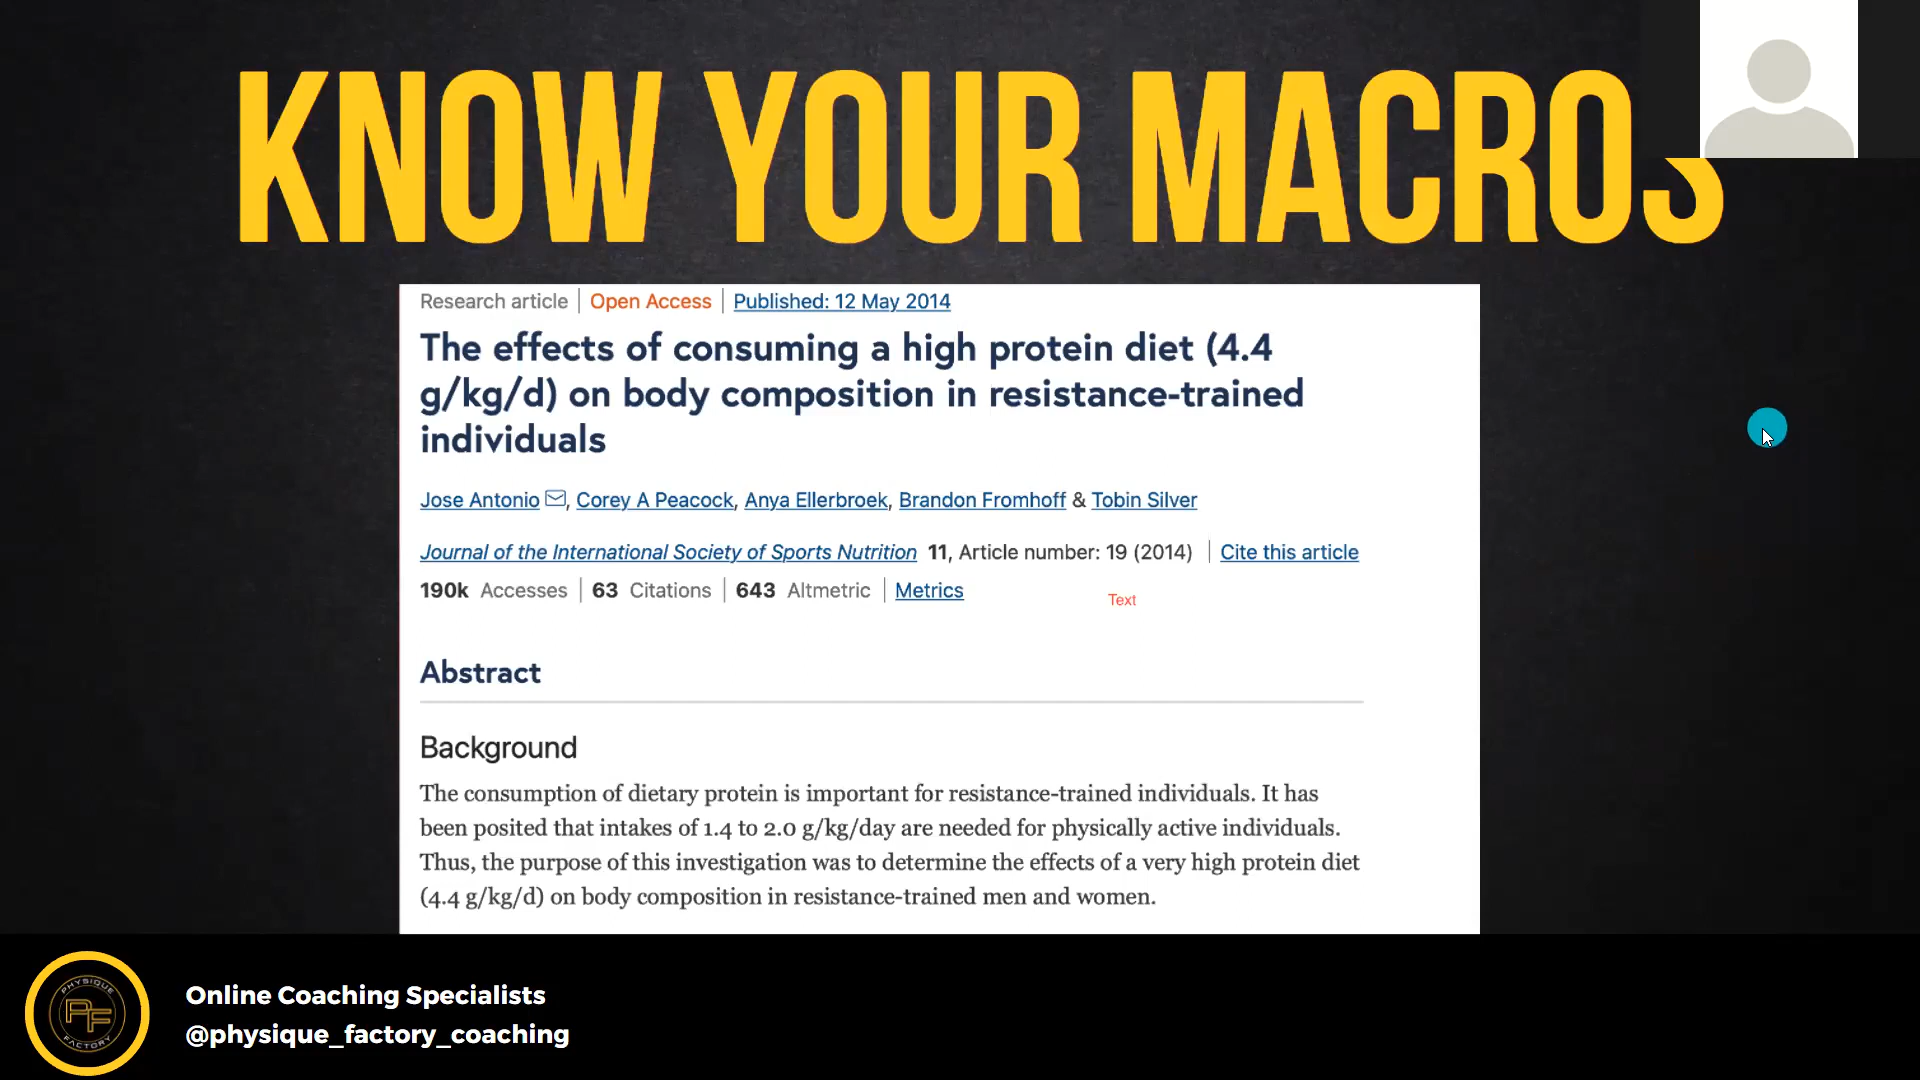 KNOW YOUR MACROS
Research article | Open Access | Published: 12 May 2014
The effects of consuming a high protein diet (4.4
g/kg/d) on body composition in resistance-trained
individuals
Jose Antonio, Corey A Peacock, Anya Ellerbroek, Brandon Fromhoff & Tobin Silver
Journal of the International Society of Sports Nutrition 11, Article number: 19 (2014) | Cite this article
190k Accesses | 63 Citations | 643 Altmetric | Metrics
Text
Abstract
Background
The consumption of dietary protein is important for resistance-trained individuals. It has
been posited that intakes of 1.4 to 2.0 g/kg/day are needed for physically active individuals.
Thus, the purpose of this investigation was to determine the effects of a very high protein diet
(4.4 g/kg/d) on body composition in resistance-trained men and women.
PHYSIQUE
PF
FACTORY
Online Coaching Specialists
@physique_factory_coaching